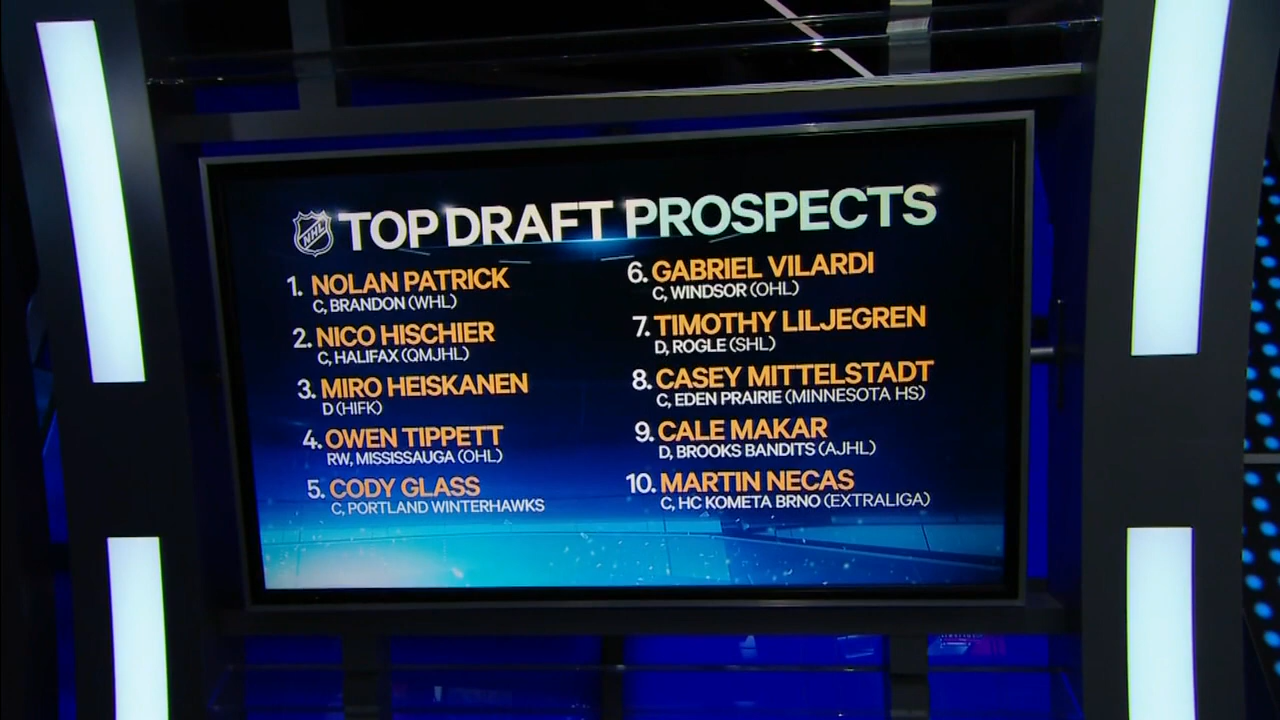 NHL
TOP DRAFT PROSPECTS
1. NOLAN PATRICK
C, BRANDON (WHL)
2. NICO HISCHIER
C, HALIFAX (QMJHL)
3. MIRO HEISKANEN
D (HIFK)
4. OWEN TIPPETT
RW, MISSISSAUGA (OHL)
5. CODY GLASS
C, PORTLAND WINTERHAWKS
6. GABRIEL VILARDI
C, WINDSOR (OHL)
7. TIMOTHY LILJEGREN
D, ROGLE (SHL)
8. CASEY MITTELSTADT
C, EDEN PRAIRIE (MINNESOTA HS)
9. CALE MAKAR
D, BROOKS BANDITS (AJHL)
10. MARTIN NECAS
C, HC KOMETA BRNO (EXTRALIGA)